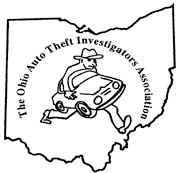 The Ohio Auto Theft Investigators Association